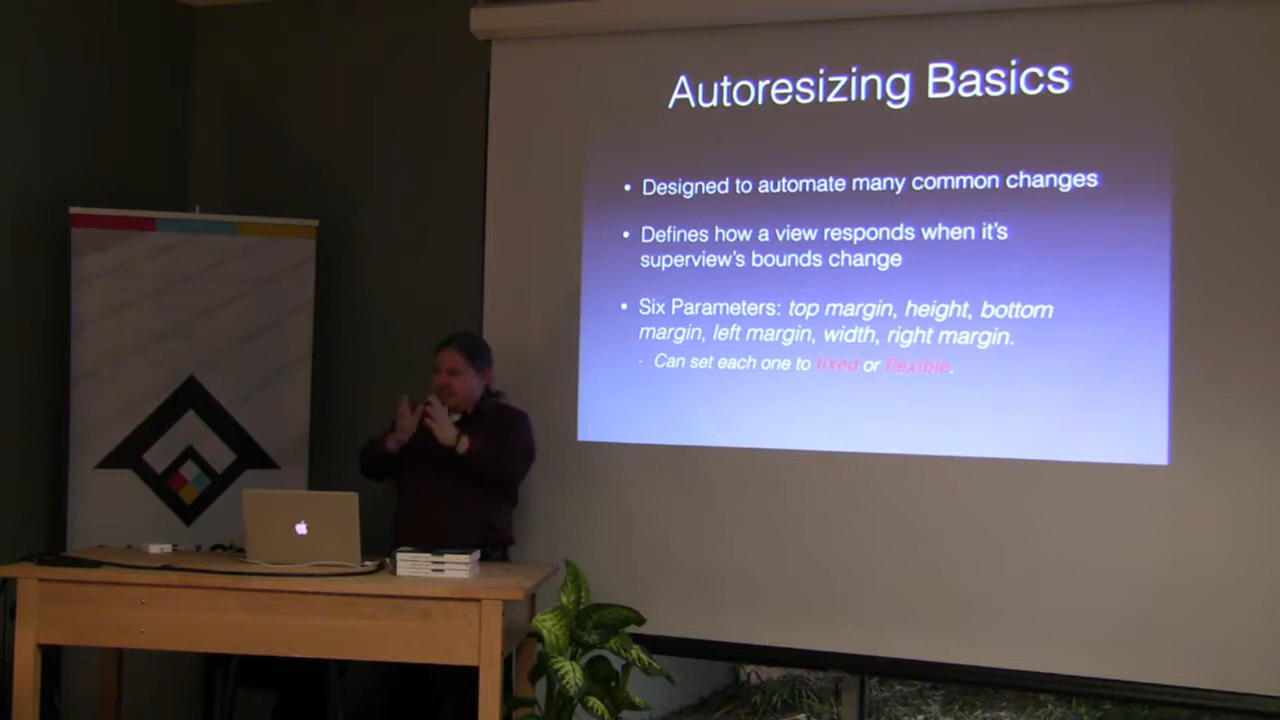 Autoresizing Basics
• Designed to automate many common changes
• Defines how a view responds when it's
superview's bounds change
• Six Parameters: top margin, height, bottom
margin, left margin, width, right margin.
- Can set each one to fixed or flexible.